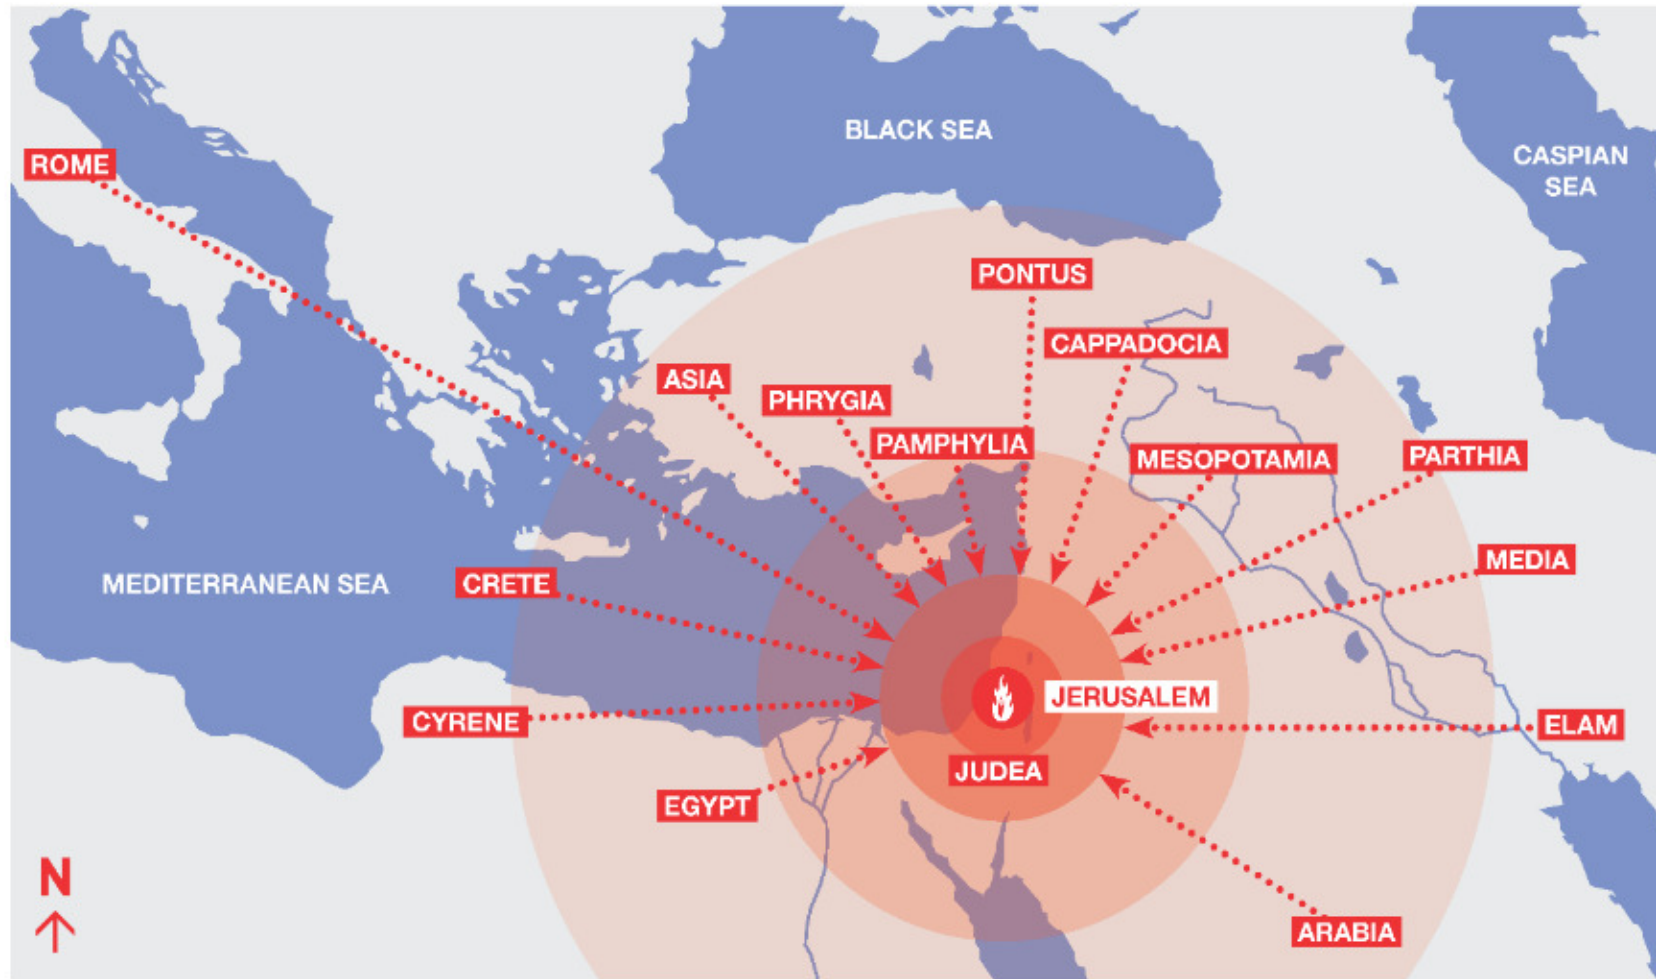 BLACK SEA
CASPIAN
SEA
ROME
PONTUS
CAPPADOCIA
ASIA
PHRYGIA
PAMPHYLIA
MESOPOTAMIA
PARTHIA
MEDITERRANEAN SEA
CRETE
MEDIA
JERUSALEM
CYRENE
ELAM
JUDEA
EGYPT
N
ARABIA